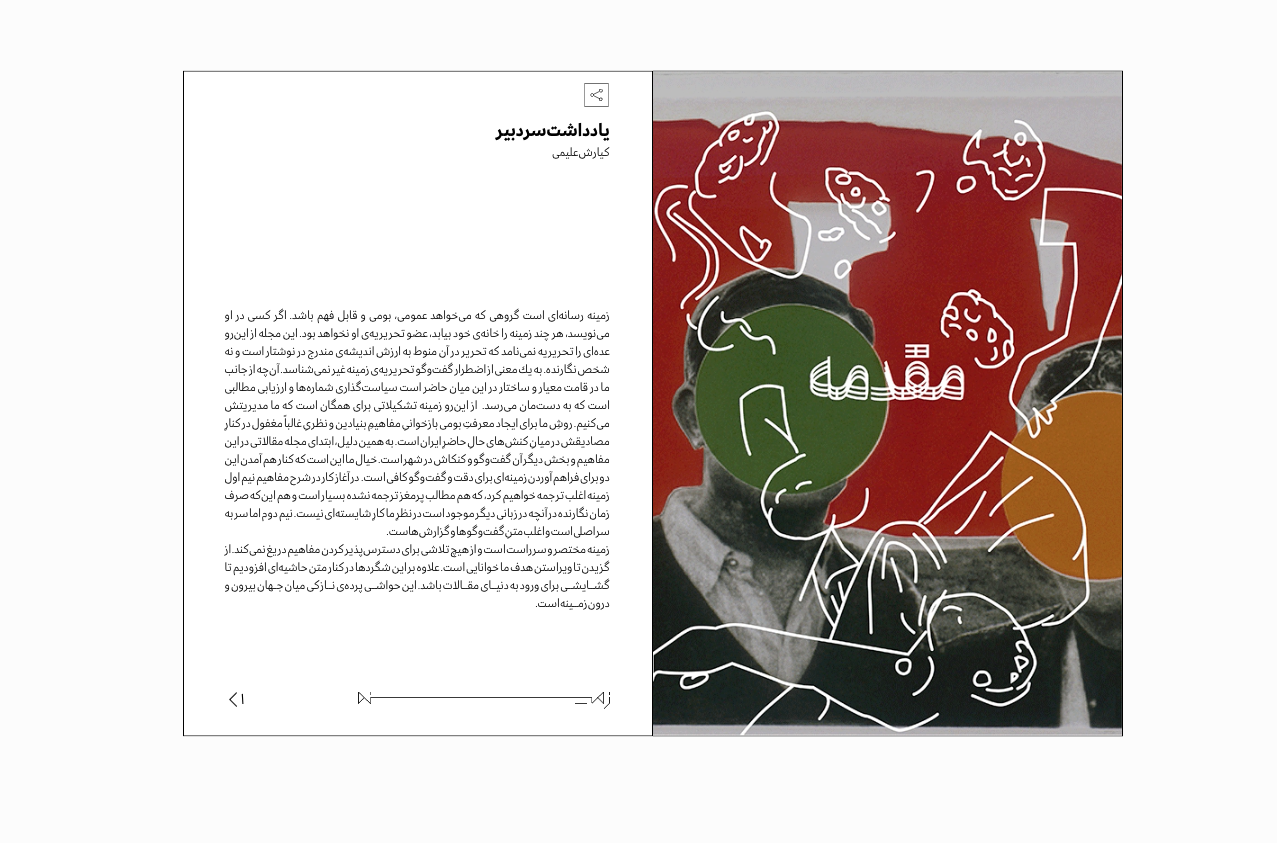 مقدمه
یادداشت سردبیر
کیارش علیمی
زمینه رسانه‌ای است گروهی که می‌خواهد عمومی، بومی و قابل فهم باشد. اگر کسی در او
می‌نویسد، هر چند زمینه را خانه‌ی خود بیابد، عضو تحریریه‌ی او نخواهد بود. این مجله از این‌رو
عده‌ای را تحریریه نمی‌نامد که تحریر در آن منوط به ارزش اندیشه‌ی مندرج در نوشتار است و نه
شخص نگارنده. به یك معنی از اضطرار گفت‌وگو تحریریه‌ی زمینه غیر نمی‌شناسد. آن‌چه از جانب
ما در قامت معیار و ساختار در این میان حاضر است سیاست‌گذاری شماره‌ها و ارزیابی مطالبی
است که به دست‌مان می‌رسد. از این‌رو زمینه تشکیلاتی برای همگان است که ما مدیریتش
می‌کنیم. روشِ ما برای ایجاد معرفتِ بومی بازخوانیِ مفاهیمِ بنیادین و نظریِ غالباً مغفول در کنارِ
مصادیقش در میانِ کنش‌های حالِ حاضرِ ایران است. به همین دلیل، ابتدای مجله مقالاتی در این
مفاهیم و بخش دیگر آن گفت‌وگو و کنکاش در شهر است. خیال ما این است که کنار هم آمدن این
دو برای فراهم آوردن زمینه‌ای برای دقت و گفت‌وگو کافی است. در آغاز کار در شرح مفاهیم نیم اول
زمینه اغلب ترجمه خواهیم کرد، که هم مطالب پرمغز ترجمه نشده بسیار است و هم این‌که صرف
زمان نگارنده در آنچه در زبانی دیگر موجود است در نظرِ ما کارِ شایسته‌ای نیست. نیم دوم اما سر به
سر اصلی است و اغلب متنِ گفت‌وگوها و گزارش‌هاست.
زمینه مختصر و سرراست است و از هیچ تلاشی برای دسترس‌پذیر کردن مفاهیم دریغ نمی‌کند. از
گزیدن تا ویراستن هدف ما خوانایی است. علاوه بر این شگردها در کنار متن حاشیه‌ای افزودیم تا
گشـایشـی برای ورود به دنیـای مقـالات باشد. این حواشـی پرده‌ی نـازکی میان جـهان بیرون و
درون زمـینه است.
۱